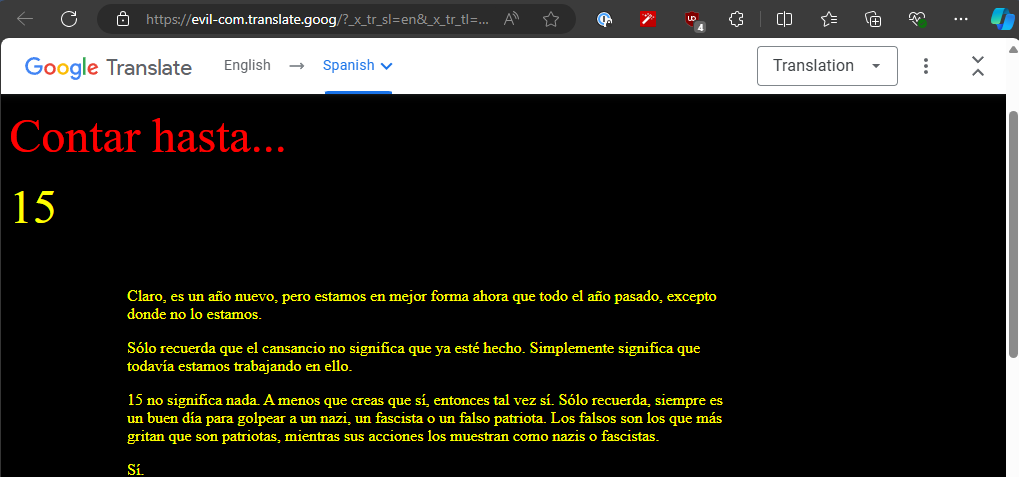 https://evil-com.translate.goog/?_x_tr_sl=en&_x_tr_tl=...
UD
4
Google Translate
English → Spanish
Translation
Contar hasta...
15
Claro, es un año nuevo, pero estamos en mejor forma ahora que todo el año pasado, excepto
donde no lo estamos.
Sólo recuerda que el cansancio no significa que ya esté hecho. Simplemente significa que
todavía estamos trabajando en ello.
15 no significa nada. A menos que creas que sí, entonces tal vez sí. Sólo recuerda, siempre es
un buen día para golpear a un nazi, un fascista o un falso patriota. Los falsos son los que más
gritan que son patriotas, mientras sus acciones los muestran como nazis o fascistas.
Sí.